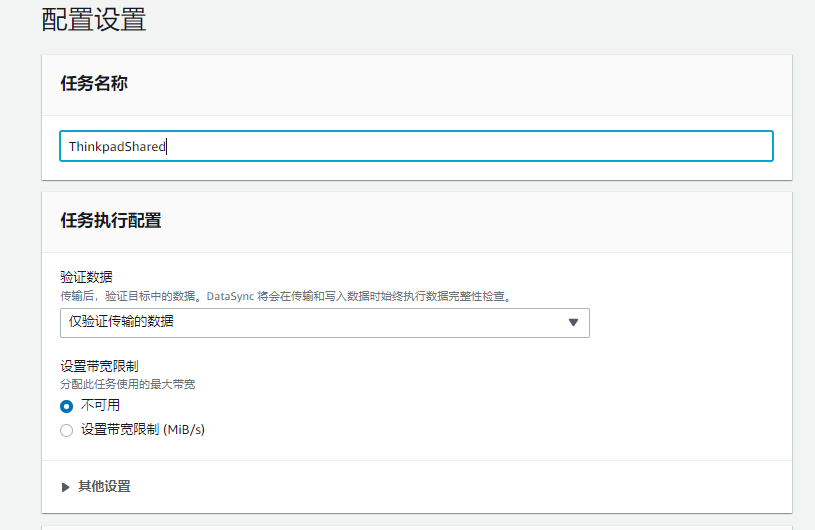 配置设置
任务名称
ThinkpadShared
任务执行配置
验证数据
传输后，验证目标中的数据。DataSync 将会在传输和写入数据时始终执行数据完整性检查。
仅验证传输的数据
设置带宽限制
分配此任务使用的最大带宽
不可用
设置带宽限制 (MiB/s)
其他设置